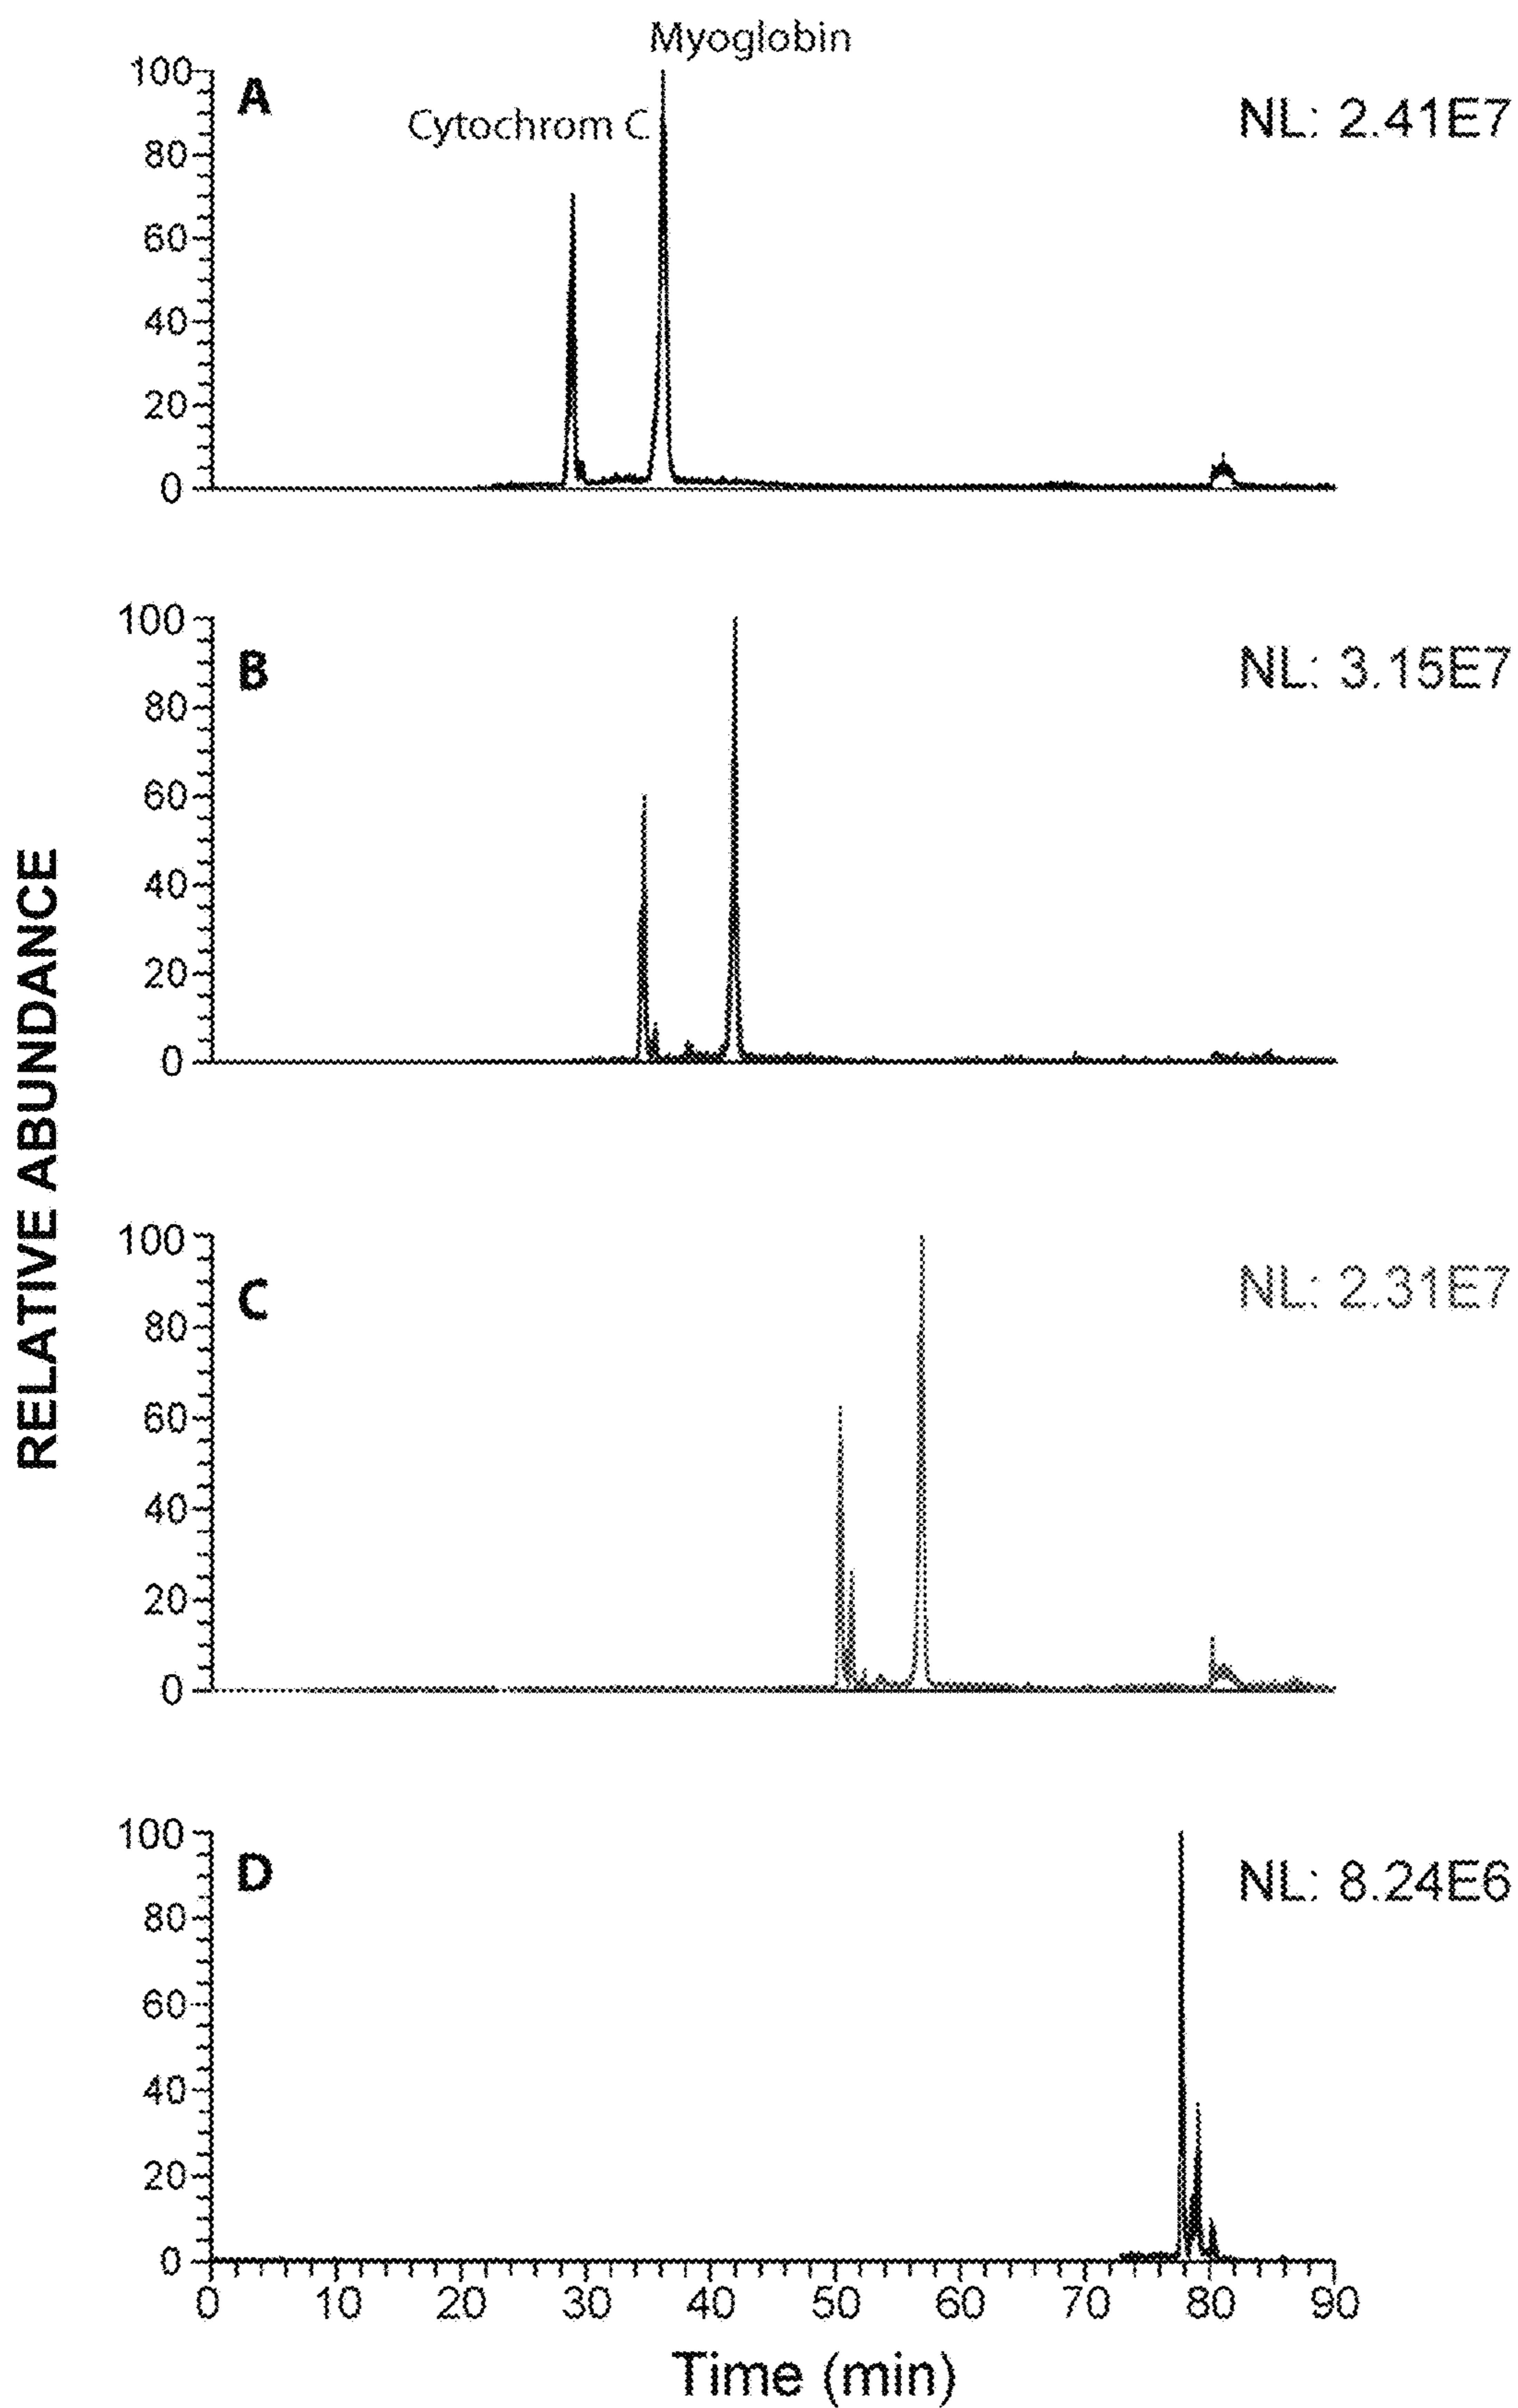 Myoglobin
Cytochrom C
A
NL: 2.41E7
100
80
60
40
20
0
B
NL: 3.15E7
100
80
60
40
20
0
RELATIVE ABUNDANCE
C
NL: 2.31E7
100
80
60
40
20
0
D
NL: 8.24E6
100
80
60
40
20
0
0 10 20 30 40 50 60 70 80 90
Time (min)